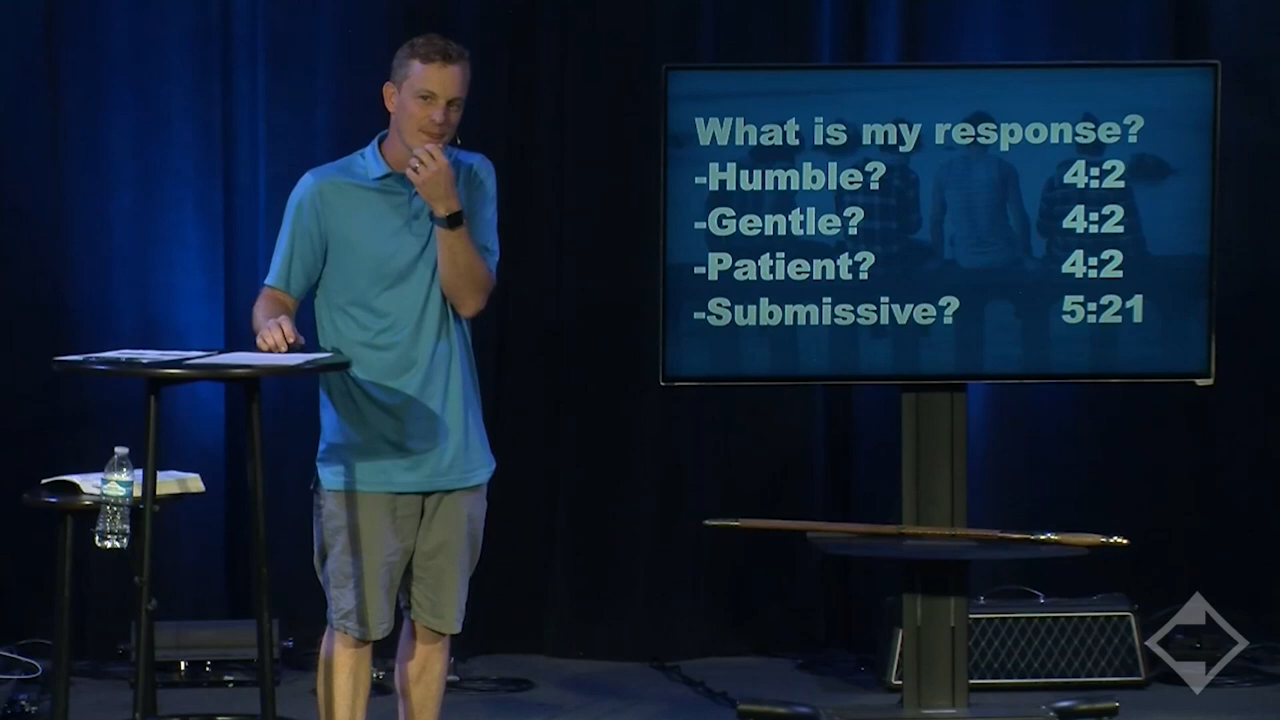 What is my response?
-Humble? 4:2
-Gentle? 4:2
-Patient? 4:2
-Submissive? 5:21